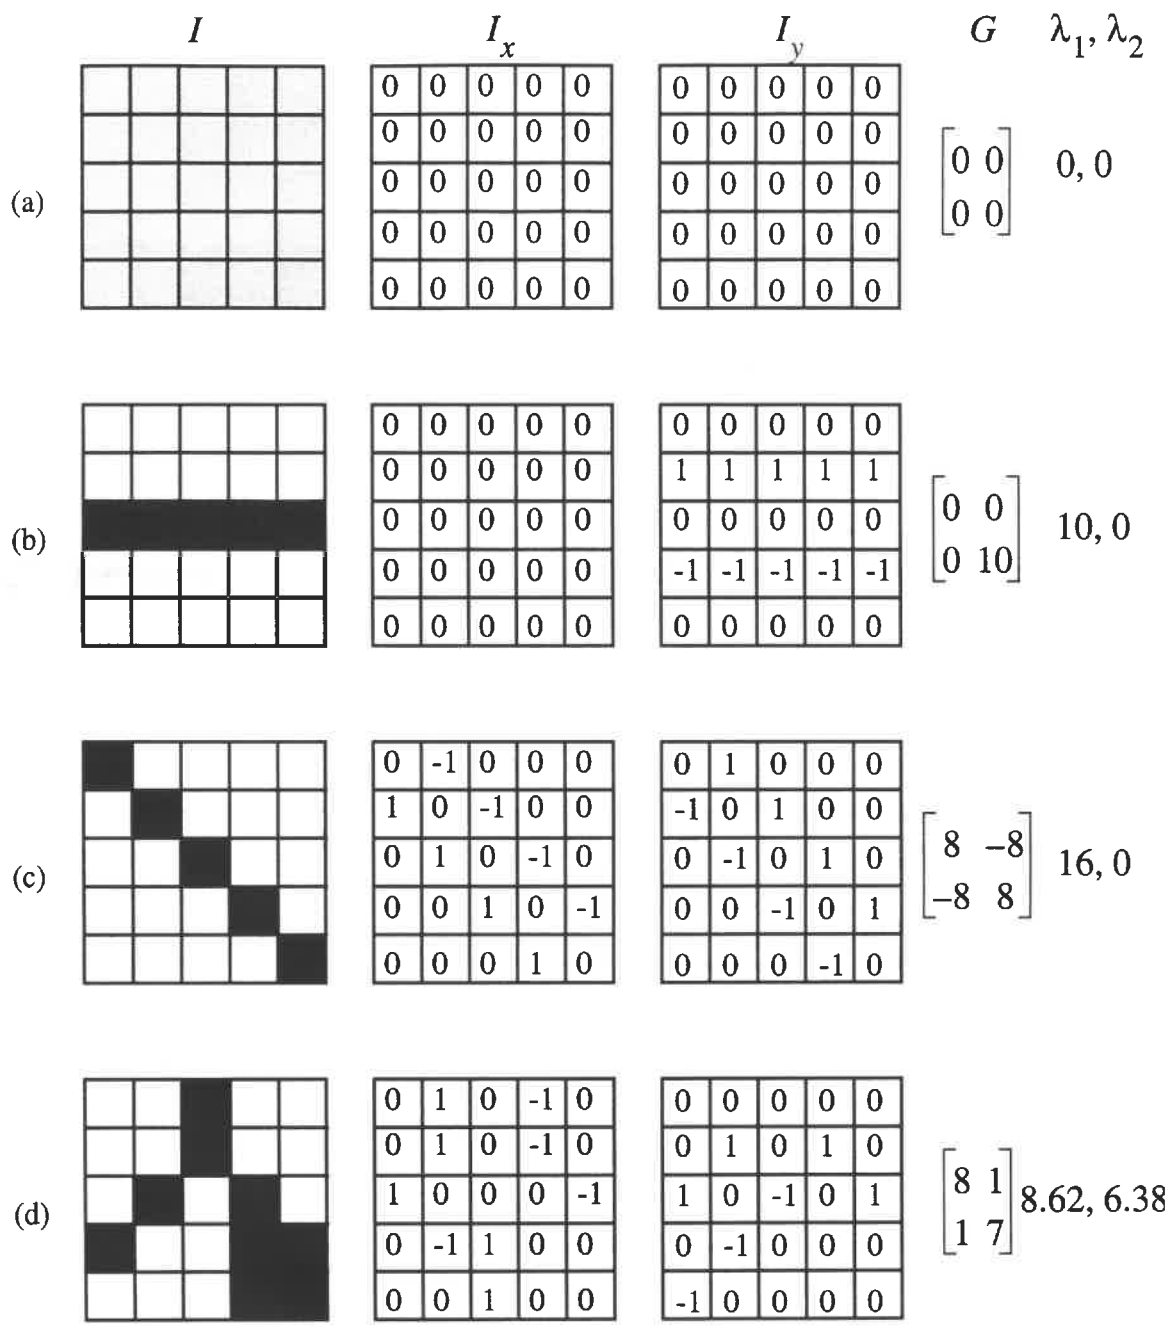 I I_x I_y G λ₁, λ₂
(a)
0 0 0 0 0 0 0 0 0 0
0 0 0 0 0 0 0 0 0 0
0 0 0 0 0 0 0 0 0 0
0 0 0 0 0 0 0 0 0 0
0 0 0 0 0 0 0 0 0 0
0 0
0 0
0, 0
(b)
0 0 0 0 0 0 0 0 0 0
0 0 0 0 0 1 1 1 1 1
0 0 0 0 0 0 0 0 0 0
0 0 0 0 0 -1 -1 -1 -1 -1
0 0 0 0 0 0 0 0 0 0
0 0
0 10
10, 0
(c)
0 -1 0 0 0 0 1 0 0 0
1 0 -1 0 0 -1 0 1 0 0
0 1 0 -1 0 0 -1 0 1 0
0 0 1 0 -1 0 0 -1 0 1
0 0 0 1 0 0 0 0 -1 0
8 −8
−8 8
16, 0
(d)
0 1 0 -1 0 0 0 0 0 0
0 1 0 -1 0 0 1 0 1 0
1 0 0 0 -1 1 0 -1 0 1
0 -1 1 0 0 0 -1 0 0 0
0 0 1 0 0 -1 0 0 0 0
8 1
1 7
8.62, 6.38